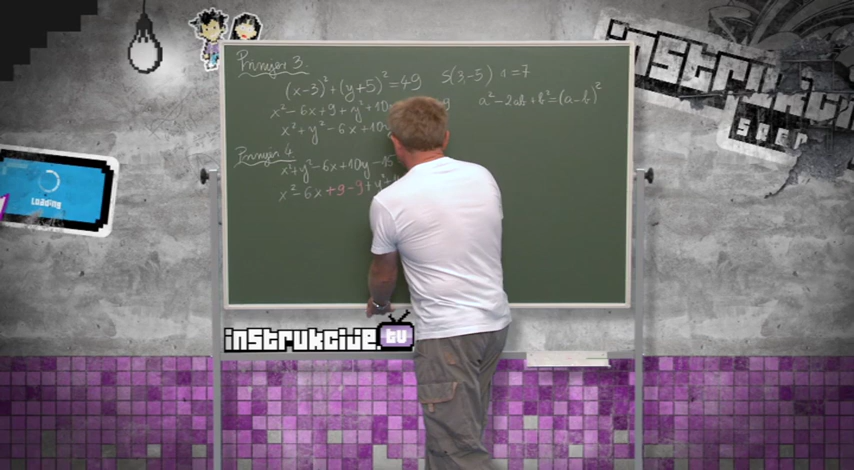 Primjer 3.
(x-3)²+(y+5)²=49 S(3,-5) r=7
x²-6x+9+y²+10 a²-2ab+b²=(a-b)²
x²+y²-6x+10y
Primjer 4.
x²+y²-6x+10y-15
x²-6x+9-9+y²+
Loading
instrukcije.tv